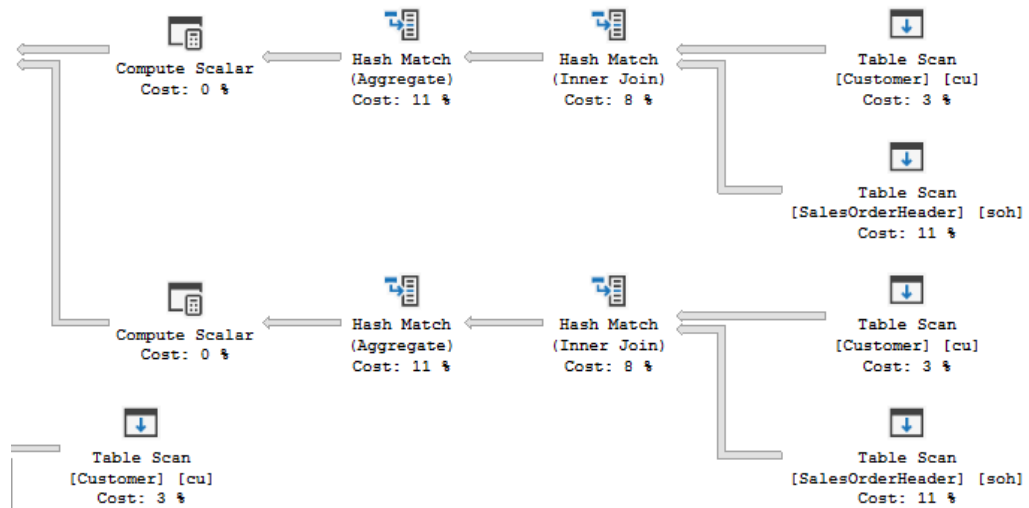 Compute Scalar
Cost: 0 %
Hash Match
(Aggregate)
Cost: 11 %
Hash Match
(Inner Join)
Cost: 8 %
Table Scan
[Customer] [cu]
Cost: 3 %
Table Scan
[SalesOrderHeader] [soh]
Cost: 11 %
Compute Scalar
Cost: 0 %
Hash Match
(Aggregate)
Cost: 11 %
Hash Match
(Inner Join)
Cost: 8 %
Table Scan
[Customer] [cu]
Cost: 3 %
Table Scan
[Customer] [cu]
Cost: 3 %
Table Scan
[SalesOrderHeader] [soh]
Cost: 11 %